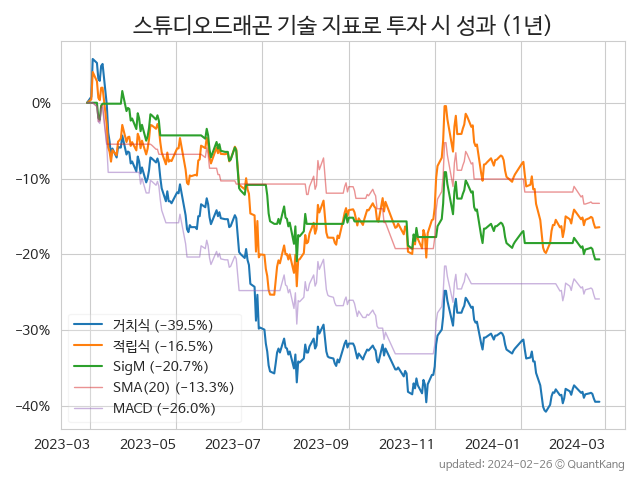 스튜디오드래곤 기술 지표로 투자 시 성과 (1년)
0%
−10%
−20%
−30%
−40%
거치식 (−39.5%)
적립식 (−16.5%)
SigM (−20.7%)
SMA(20) (−13.3%)
MACD (−26.0%)
2023−03 2023−05 2023−07 2023−09 2023−11 2024−01 2024−03
updated: 2024-02-26 © QuantKang